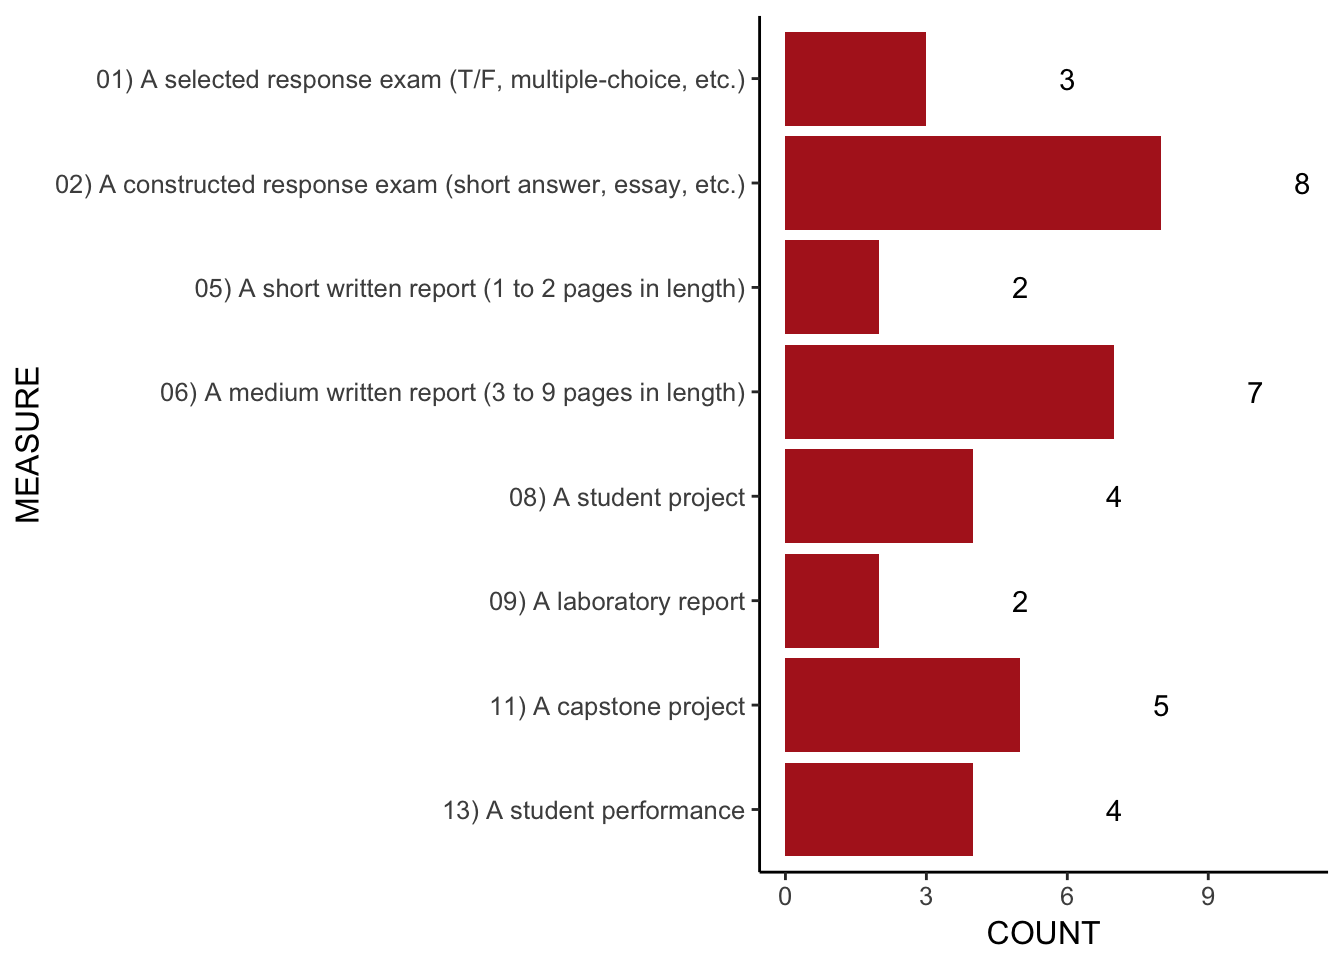 MEASURE
01) A selected response exam (T/F, multiple-choice, etc.) 3
02) A constructed response exam (short answer, essay, etc.) 8
05) A short written report (1 to 2 pages in length) 2
06) A medium written report (3 to 9 pages in length) 7
08) A student project 4
09) A laboratory report 2
11) A capstone project 5
13) A student performance 4
0 3 6 9
COUNT